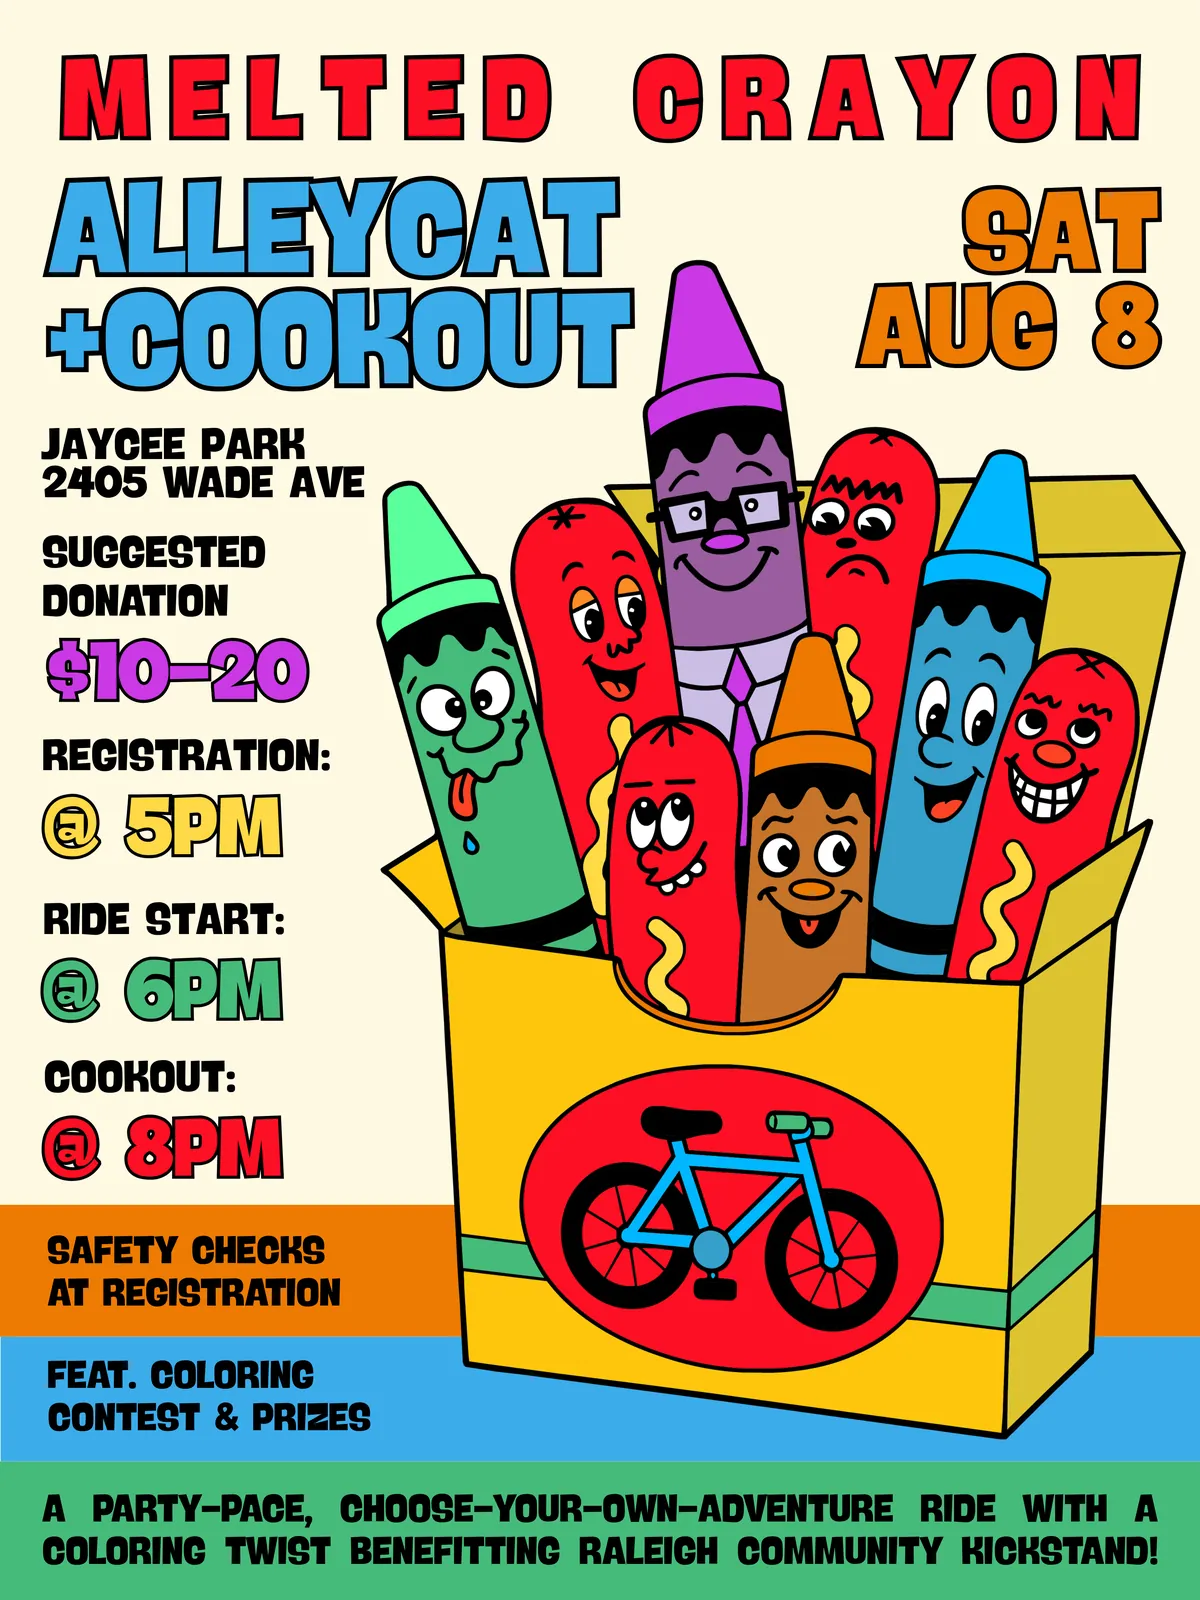 MELTED CRAYON
ALLEYCAT
+COOKOUT
SAT
AUG 8
JAYCEE PARK
2405 WADE AVE
SUGGESTED
DONATION
$10-20
REGISTRATION:
@ 5PM
RIDE START:
@ 6PM
COOKOUT:
@ 8PM
SAFETY CHECKS
AT REGISTRATION
FEAT. COLORING
CONTEST & PRIZES
A PARTY-PACE, CHOOSE-YOUR-OWN-ADVENTURE RIDE WITH A
COLORING TWIST BENEFITTING RALEIGH COMMUNITY KICKSTAND!